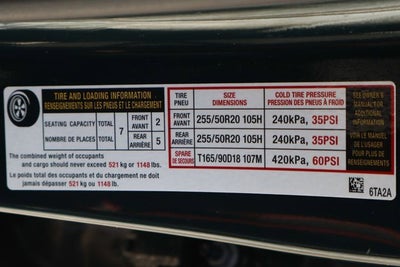 TIRE AND LOADING INFORMATION
RENSEIGNEMENTS SUR LES PNEUS ET LE CHARGEMENT
SEATING CAPACITY TOTAL 7 FRONT AVANT 2
NOMBRE DE PLACES TOTAL REAR ARRIÈRE 5
The combined weight of occupants
and cargo should never exceed 521 kg or 1148 lbs.
Le poids total des occupants et du chargement ne doit
jamais dépasser 521 kg ou 1148 lb.
TIRE PNEU SIZE DIMENSIONS COLD TIRE PRESSURE PRESSION DES PNEUS À FROID
FRONT AVANT 255/50R20 105H 240kPa, 35PSI
REAR ARRIÈRE 255/50R20 105H 240kPa, 35PSI
SPARE DE SECOURS T165/90D18 107M 420kPa, 60PSI
SEE OWNER'S
MANUAL FOR
ADDITIONAL
INFORMATION
VOIR LE MANUEL
DE L'USAGER
POUR PLUS DE
RENSEIGNEMENTS
6TA2A